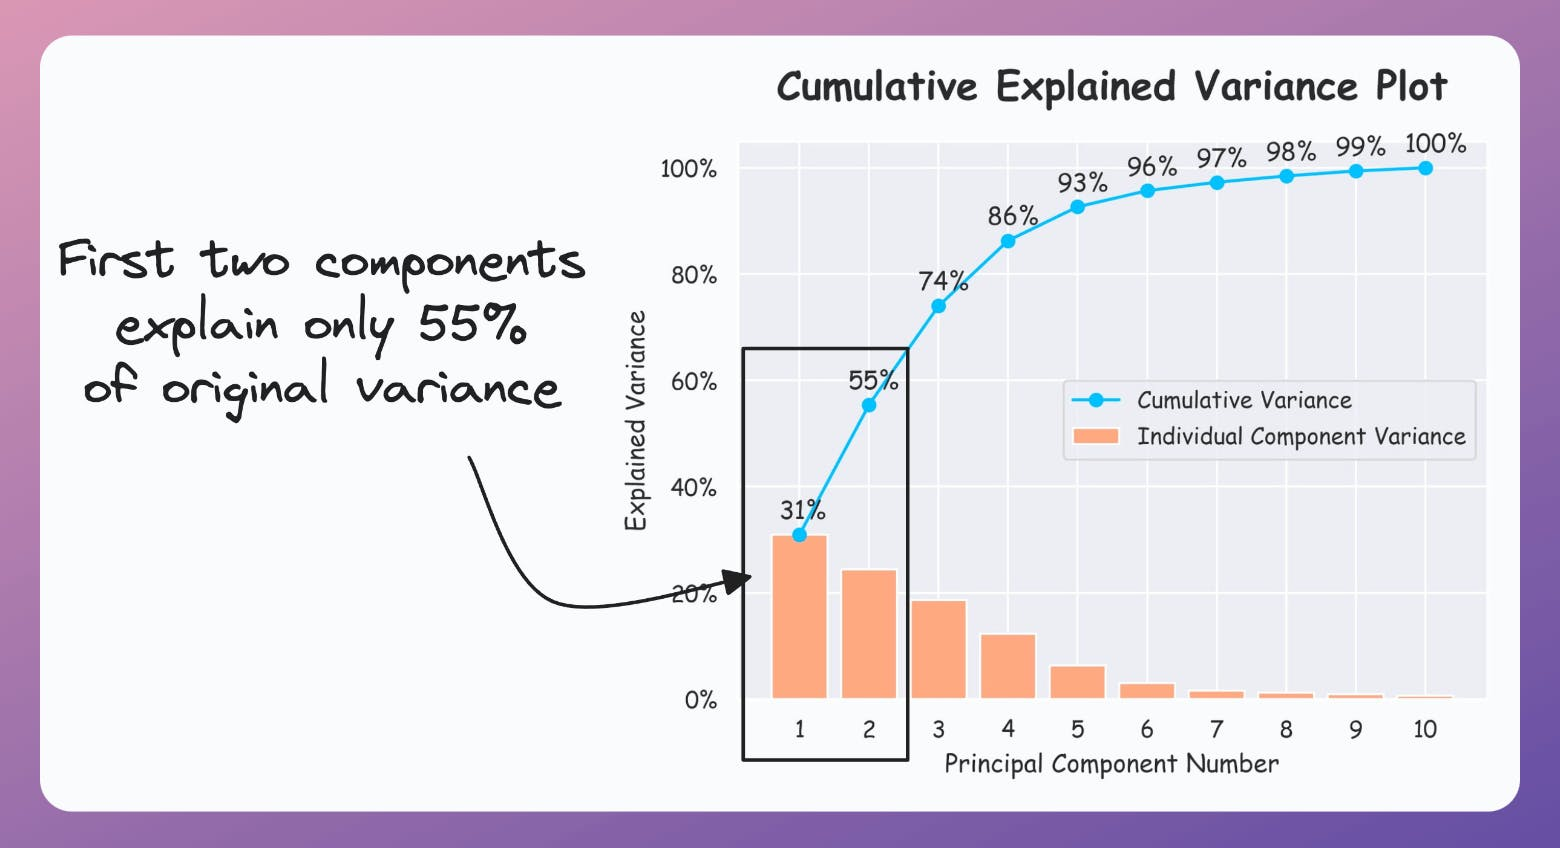 Cumulative Explained Variance Plot
First two components
explain only 55%
of original variance
Explained Variance
100%
80%
60%
40%
20%
0%
31%
55%
74%
86%
93%
96%
97%
98%
99%
100%
Cumulative Variance
Individual Component Variance
1 2 3 4 5 6 7 8 9 10
Principal Component Number